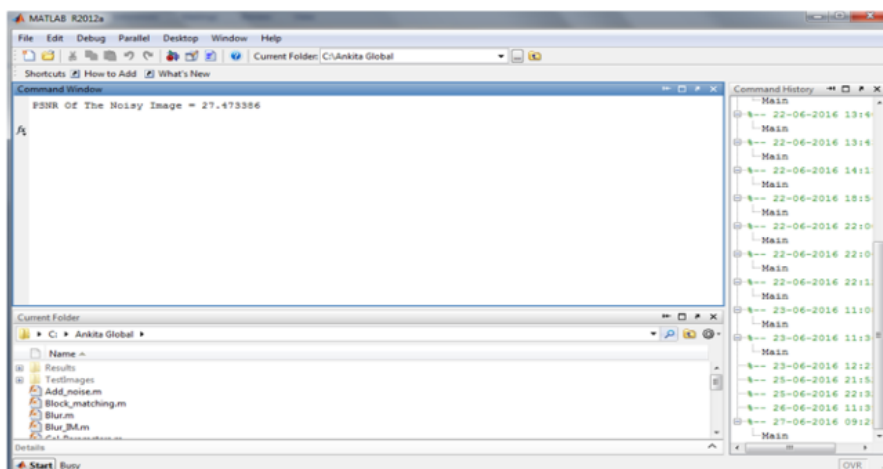 MATLAB R2012a
File Edit Debug Parallel Desktop Window Help
Current Folder: C:\Ankita Global
Shortcuts How to Add What's New
Command Window
PSNR Of The Noisy Image = 27.473386
fx
Current Folder
C: Ankita Global
Name
Results
TestImages
Add_noise.m
Block_matching.m
Blur.m
Blur_IM.m
Details
Start Busy
OVR
Command History
Main
%-- 22-06-2016 13:4
Main
%-- 22-06-2016 13:4
Main
%-- 22-06-2016 14:1
Main
%-- 22-06-2016 18:5
Main
%-- 22-06-2016 22:0
Main
%-- 22-06-2016 22:0
Main
%-- 22-06-2016 22:1
Main
%-- 23-06-2016 11:0
Main
%-- 23-06-2016 11:3
Main
%-- 23-06-2016 12:2
%-- 25-06-2016 21:5
%-- 25-06-2016 22:3
%-- 26-06-2016 11:3
%-- 27-06-2016 09:2
Main